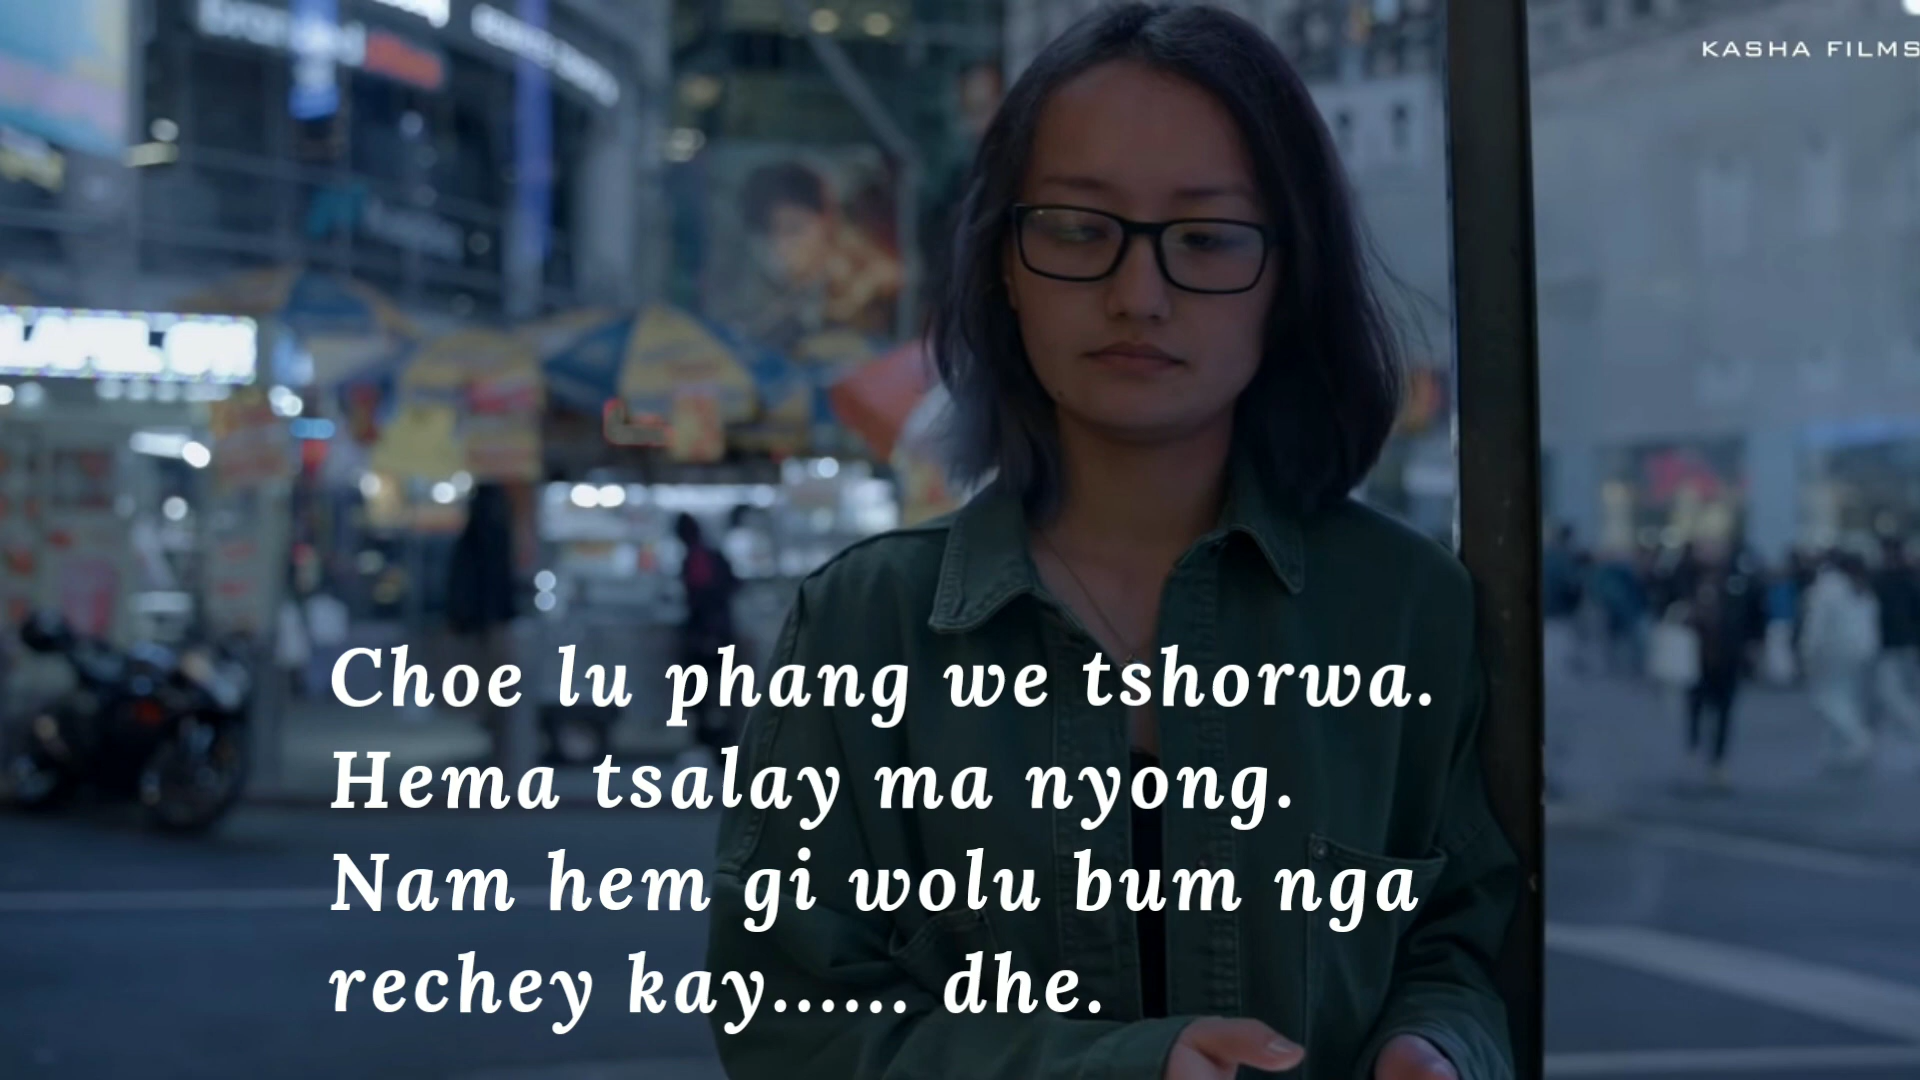 KASHA FILMS
Choe lu phang we tshorwa.
Hema tsalay ma nyong.
Nam hem gi wolu bum nga
rechey kay...... dhe.